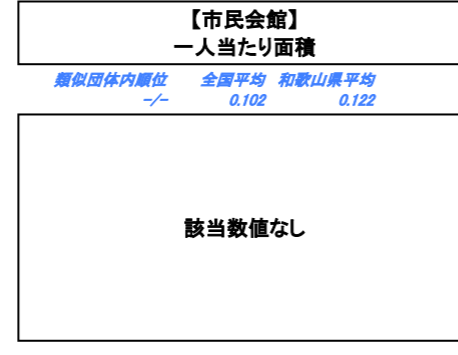 【市民会館】
一人当たり面積
類似団体内順位 全国平均 和歌山県平均
-/- 0.102 0.122
該当数値なし